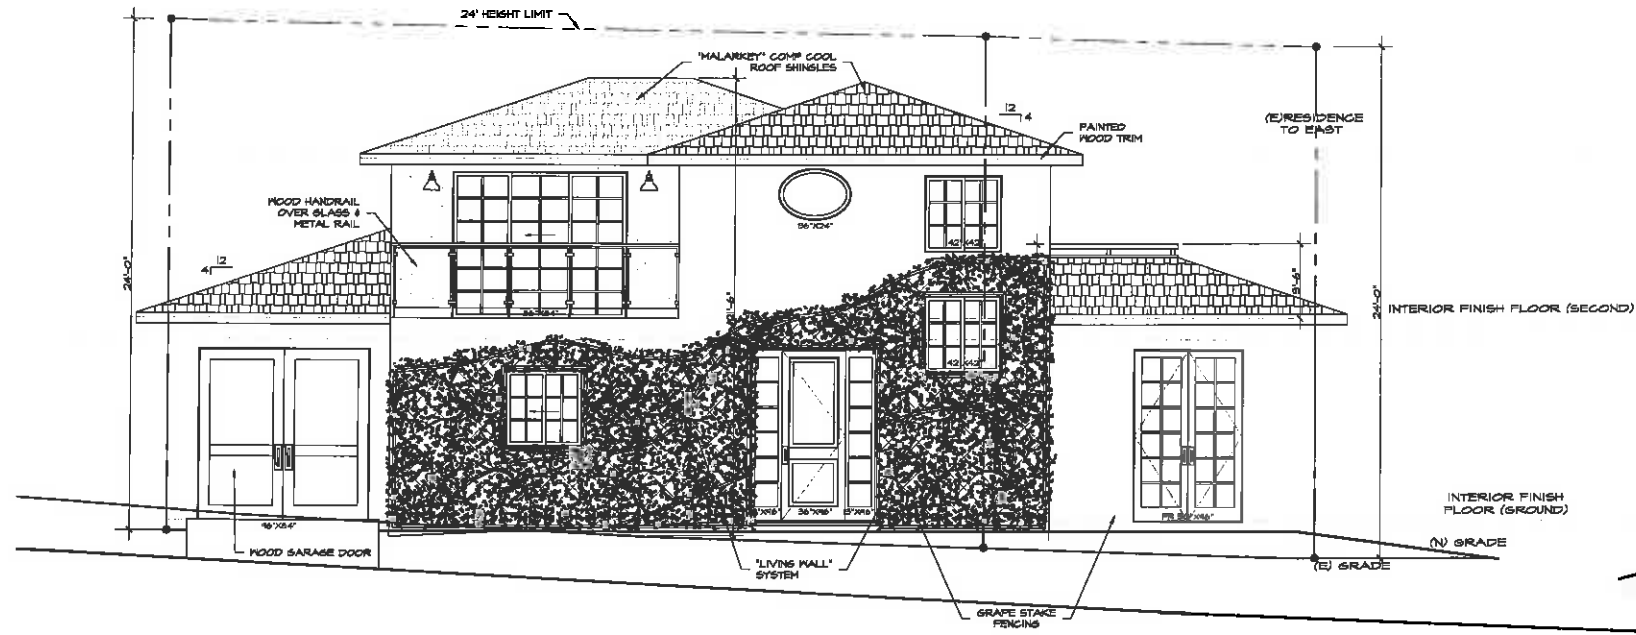 24' HEIGHT LIMIT
"MALARKEY" COMP COOL
ROOF SHINGLES
12
4
(E)RESIDENCE
TO EAST
PAINTED
WOOD TRIM
WOOD HANDRAIL
OVER GLASS &
METAL RAIL
36"X24"
42"X42"
12
4
24'-0"
24'-0"
INTERIOR FINISH FLOOR (SECOND)
42"X42"
INTERIOR FINISH
FLOOR (GROUND)
36"X96"
96"X84"
WOOD GARAGE DOOR
(N) GRADE
"LIVING WALL"
SYSTEM
(E) GRADE
GRAPE STAKE
FENCING